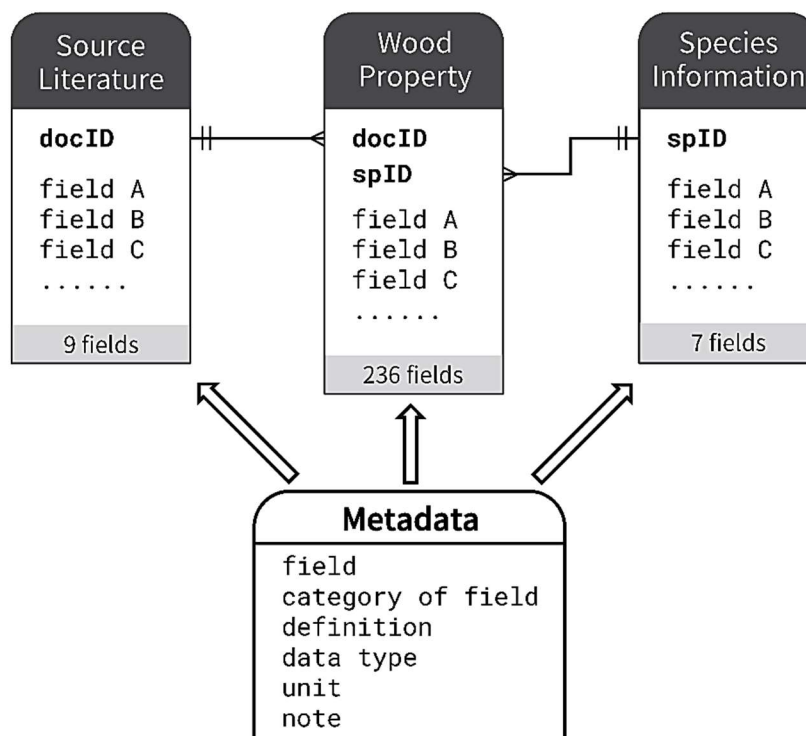 Source
Literature
docID
field A
field B
field C
......
9 fields
Wood
Property
docID
spID
field A
field B
field C
......
236 fields
Species
Information
spID
field A
field B
field C
......
7 fields
Metadata
field
category of field
definition
data type
unit
note